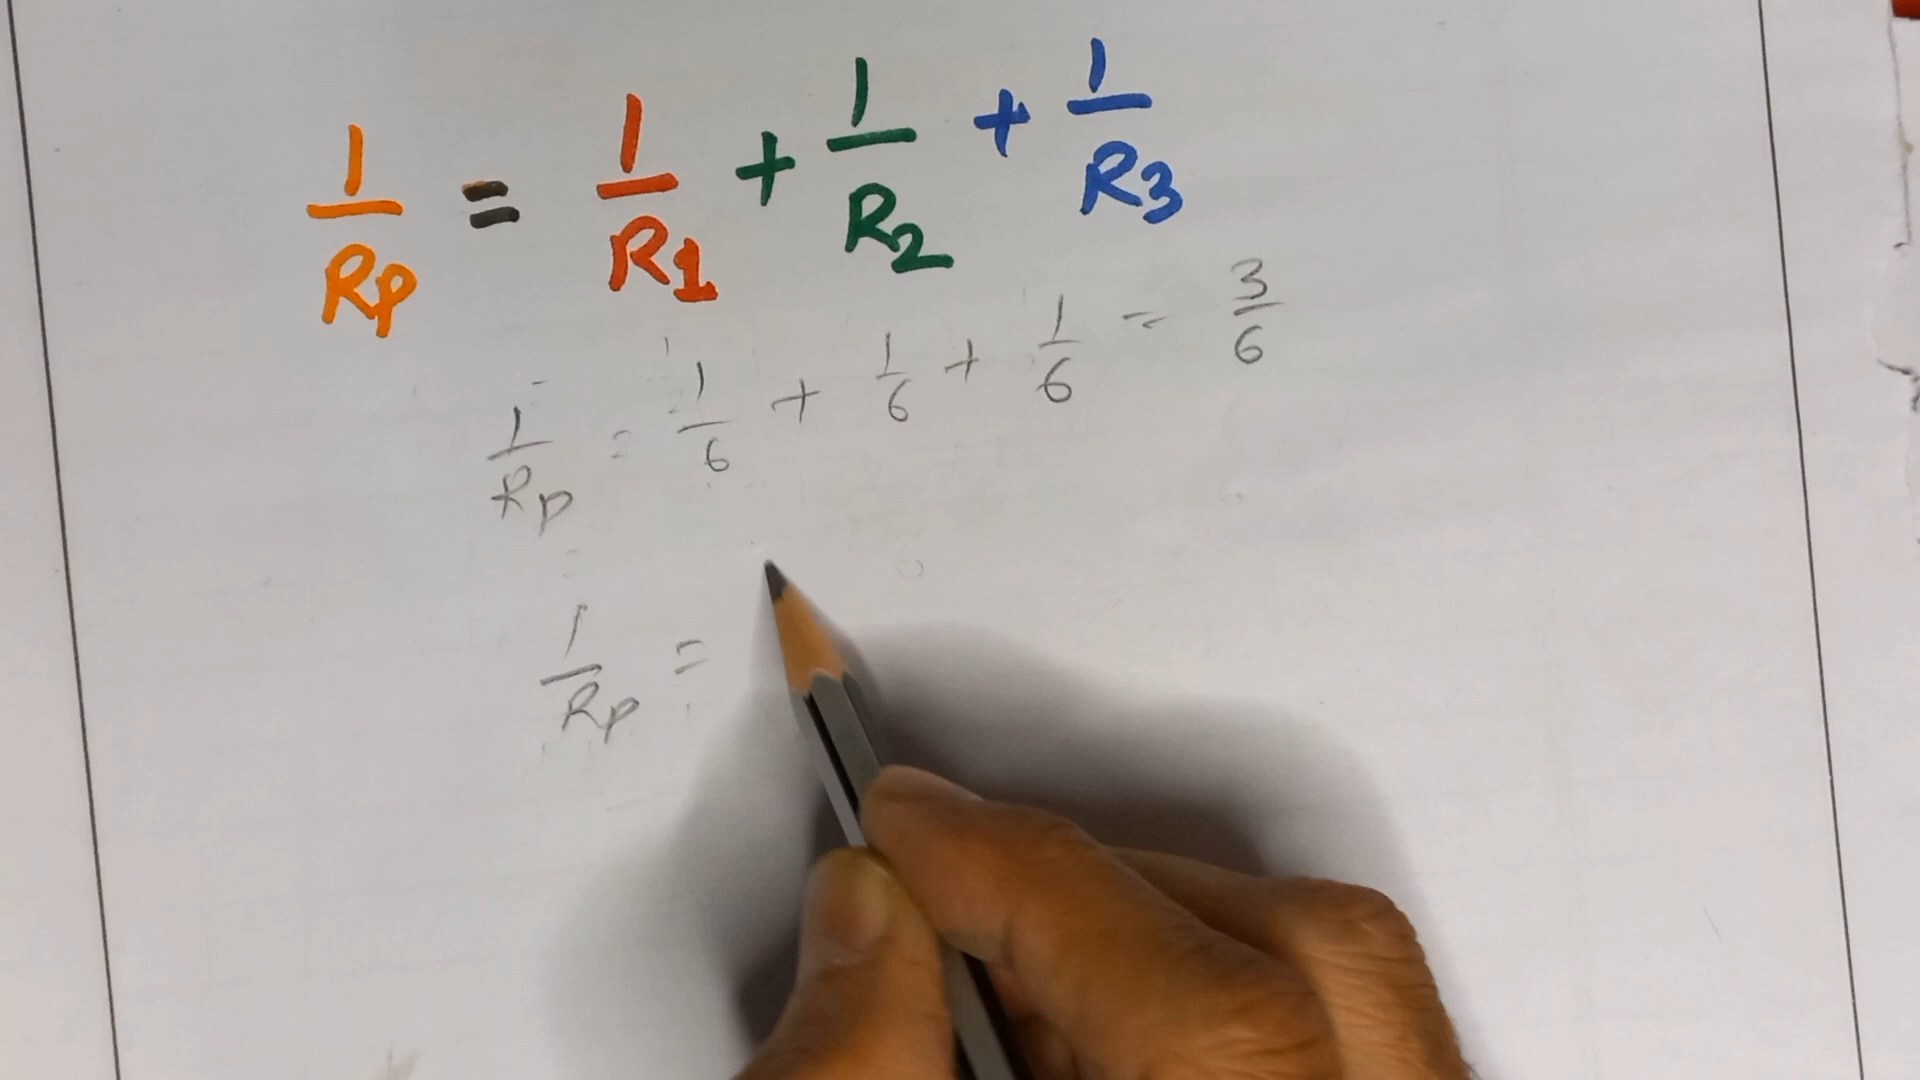 1/Rp = 1/R1 + 1/R2 + 1/R3
1/Rp = 1/6 + 1/6 + 1/6 = 3/6
1/Rp =